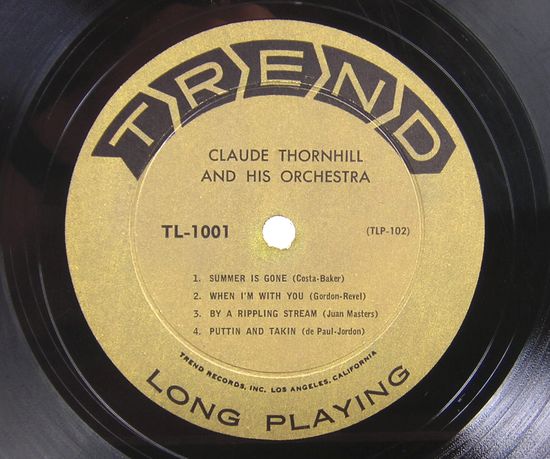 TREND
CLAUDE THORNHILL
AND HIS ORCHESTRA
TL-1001
(TLP-102)
1. SUMMER IS GONE (Costa-Baker)
2. WHEN I'M WITH YOU (Gordon-Revel)
3. BY A RIPPLING STREAM (Juan Masters)
4. PUTTIN AND TAKIN (de Paul-Jordon)
TREND RECORDS, INC. LOS ANGELES, CALIFORNIA
LONG PLAYING